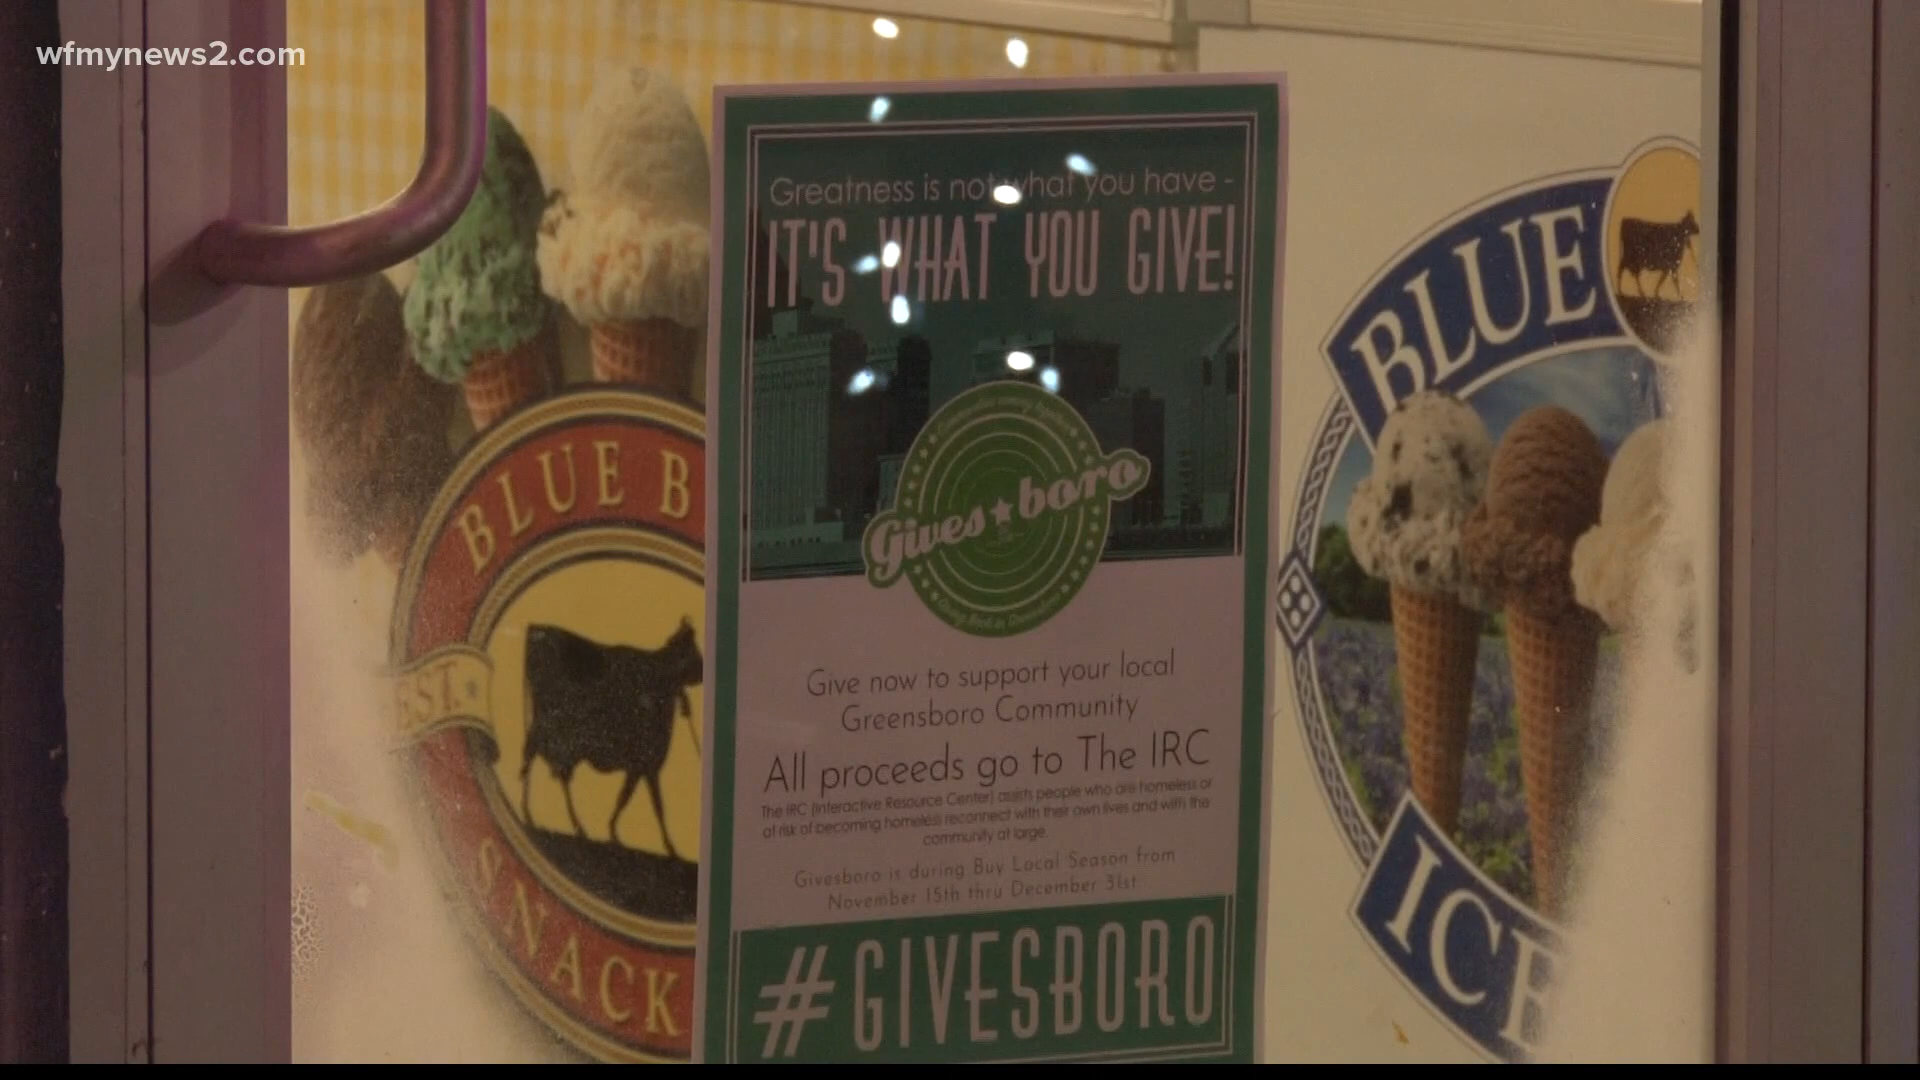 wfmynews2.com
Greatness is not what you have -
IT'S WHAT YOU GIVE!
Gives★boro
Give now to support your local
Greensboro Community
All proceeds go to The IRC
The IRC (Interactive Resource Center) assists people who are homeless or
at risk of becoming homeless reconnect with their own lives and with the
community at large.
Givesboro is during Buy Local Season from
November 15th thru December 31st
#GIVESBORO
BLUE B
EST.
SNACK
BLUE
ICE